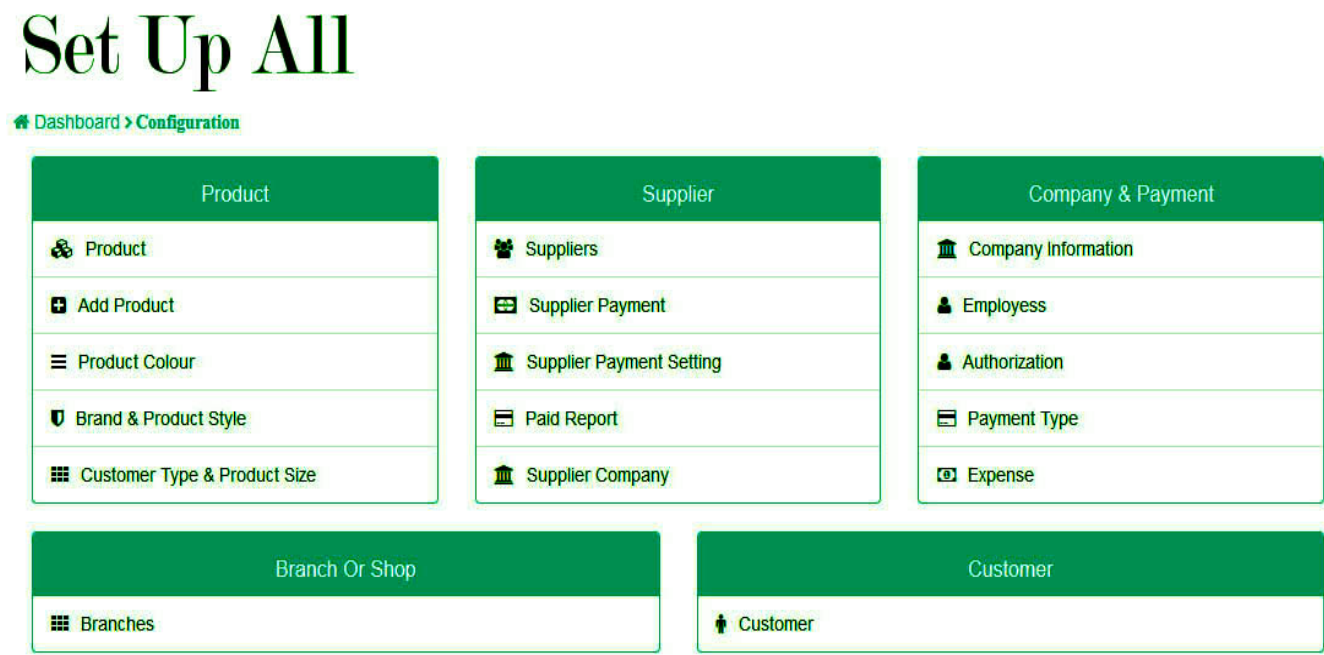 Set Up All
Dashboard > Configuration
Product
Product
Add Product
Product Colour
Brand & Product Style
Customer Type & Product Size
Supplier
Suppliers
Supplier Payment
Supplier Payment Setting
Paid Report
Supplier Company
Company & Payment
Company Information
Employess
Authorization
Payment Type
Expense
Branch Or Shop
Branches
Customer
Customer